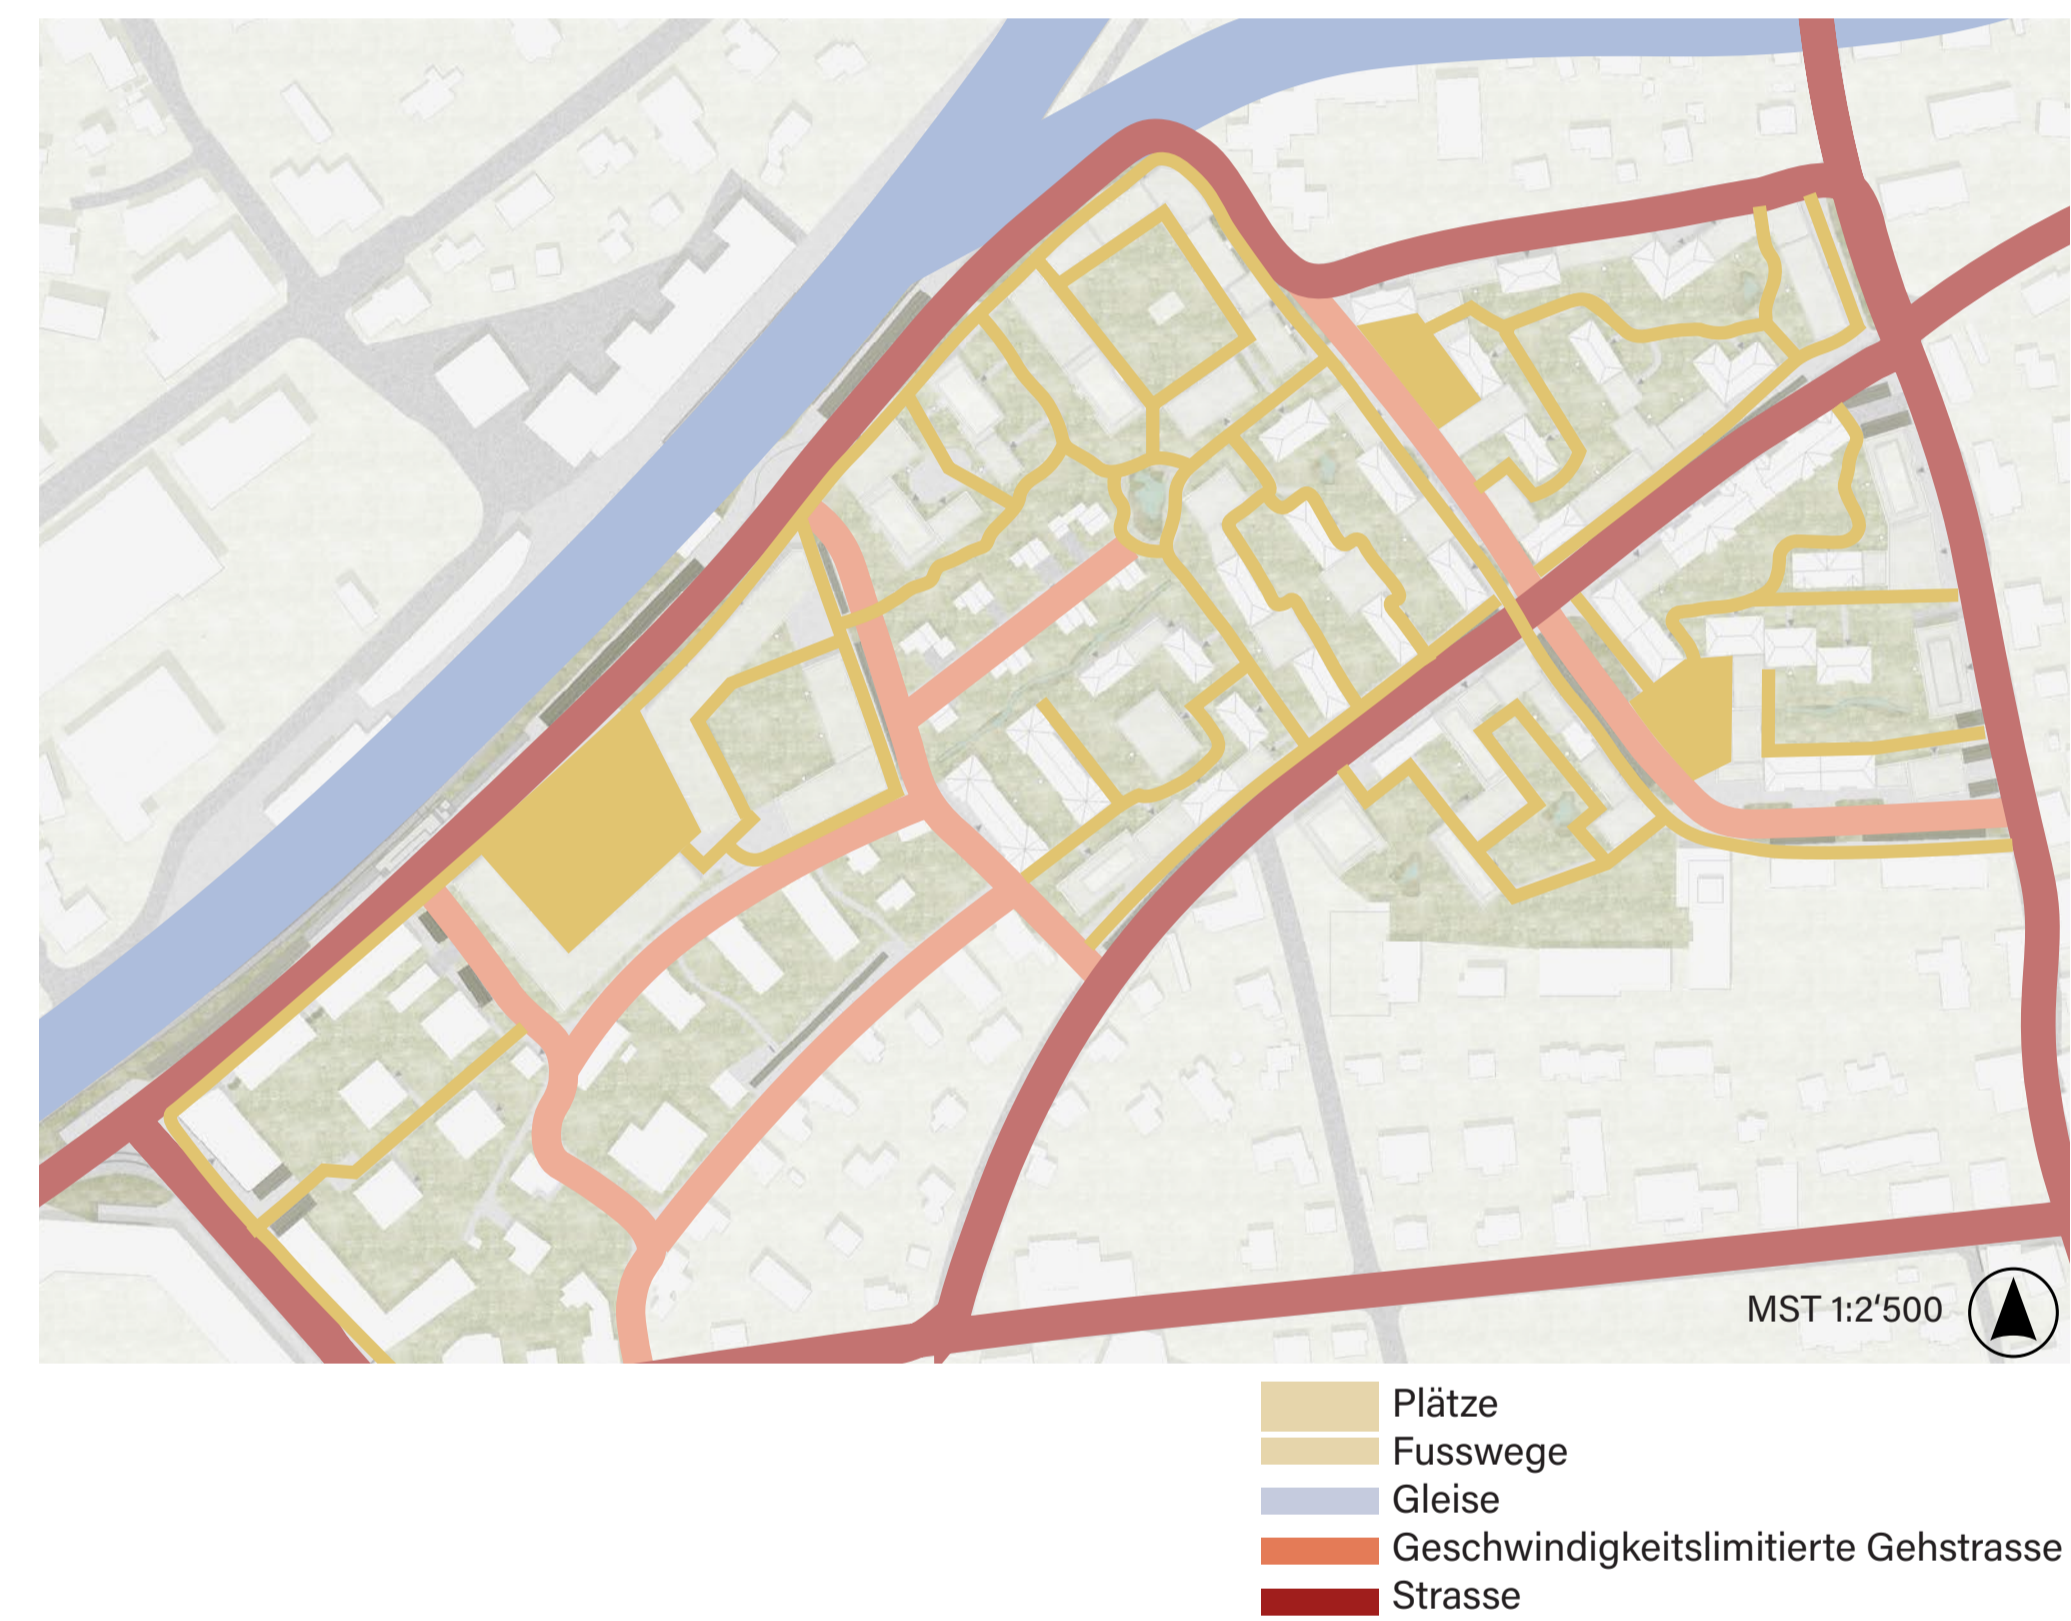 MST 1:2‘500
Plätze
Fusswege
Gleise
Geschwindigkeitslimitierte Gehstrasse
Strasse